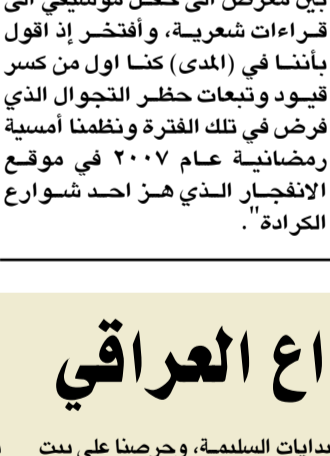 بين معرض الى حفل موسيقي الى
قراءات شعرية، وأفتخر إذ اقول
بأننا في (المدى) كنا اول من كسر
قيود وتبعات حظر التجوال الذي
فرض في تلك الفترة ونظمنا أمسية
رمضانية عام ٢٠٠٧ في موقع
الانفجار الذي هز احد شوارع
الكرادة".
اع العراقي
بدايات السليمة، وحرصنا على بيت